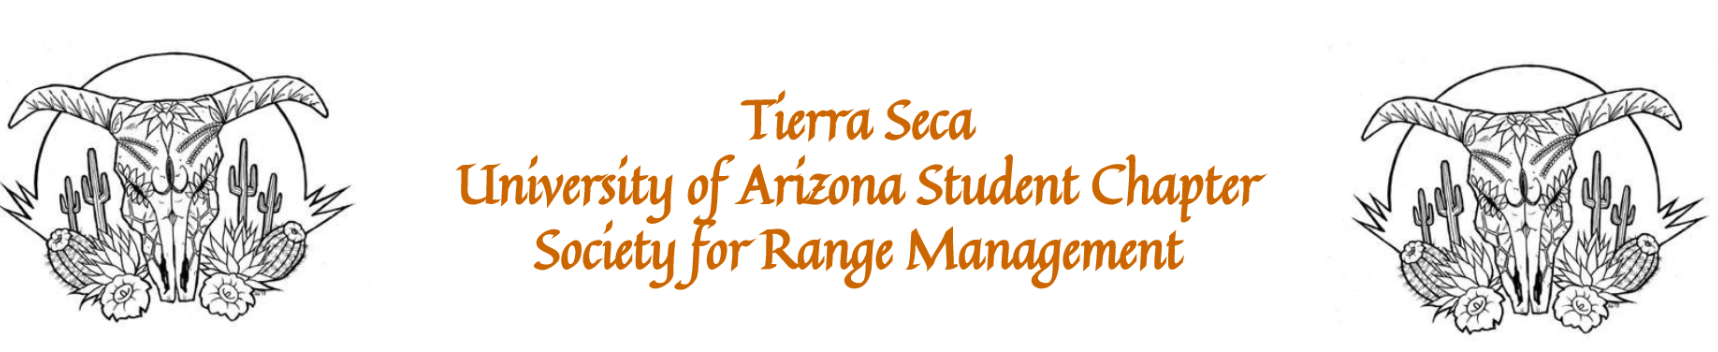 Tierra Seca
University of Arizona Student Chapter
Society for Range Management